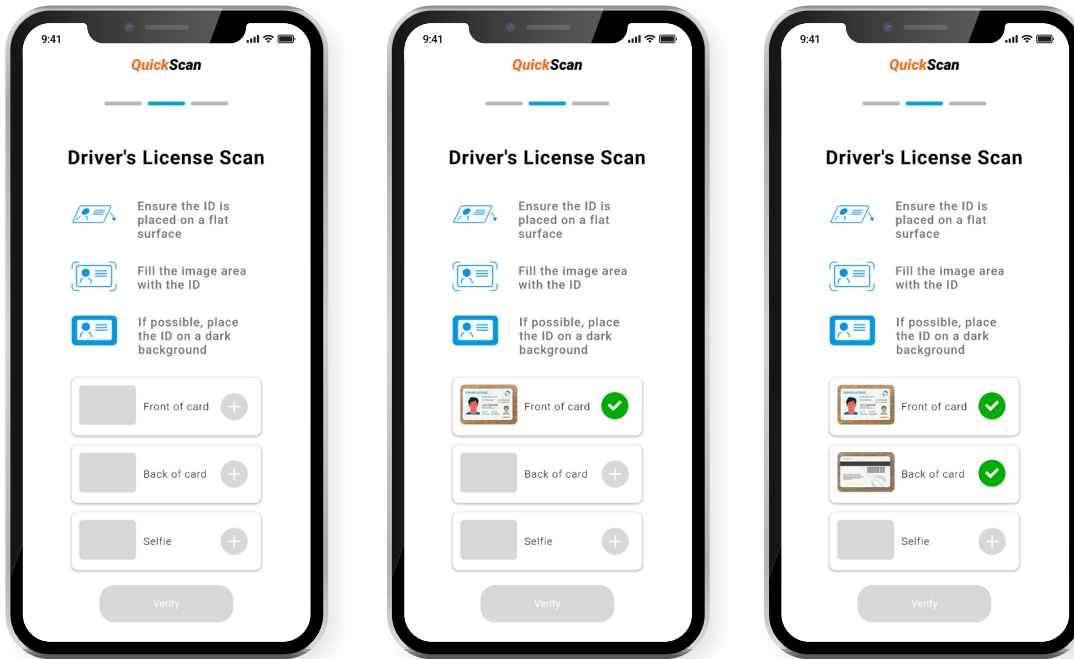 9:41
QuickScan
Driver's License Scan
Ensure the ID is
placed on a flat
surface
Fill the image area
with the ID
If possible, place
the ID on a dark
background
Front of card
Back of card
Selfie
Verify
9:41
QuickScan
Driver's License Scan
Ensure the ID is
placed on a flat
surface
Fill the image area
with the ID
If possible, place
the ID on a dark
background
DRIVER LICENSE
Front of card
Back of card
Selfie
Verify
9:41
QuickScan
Driver's License Scan
Ensure the ID is
placed on a flat
surface
Fill the image area
with the ID
If possible, place
the ID on a dark
background
DRIVER LICENSE
Front of card
Back of card
Selfie
Verify